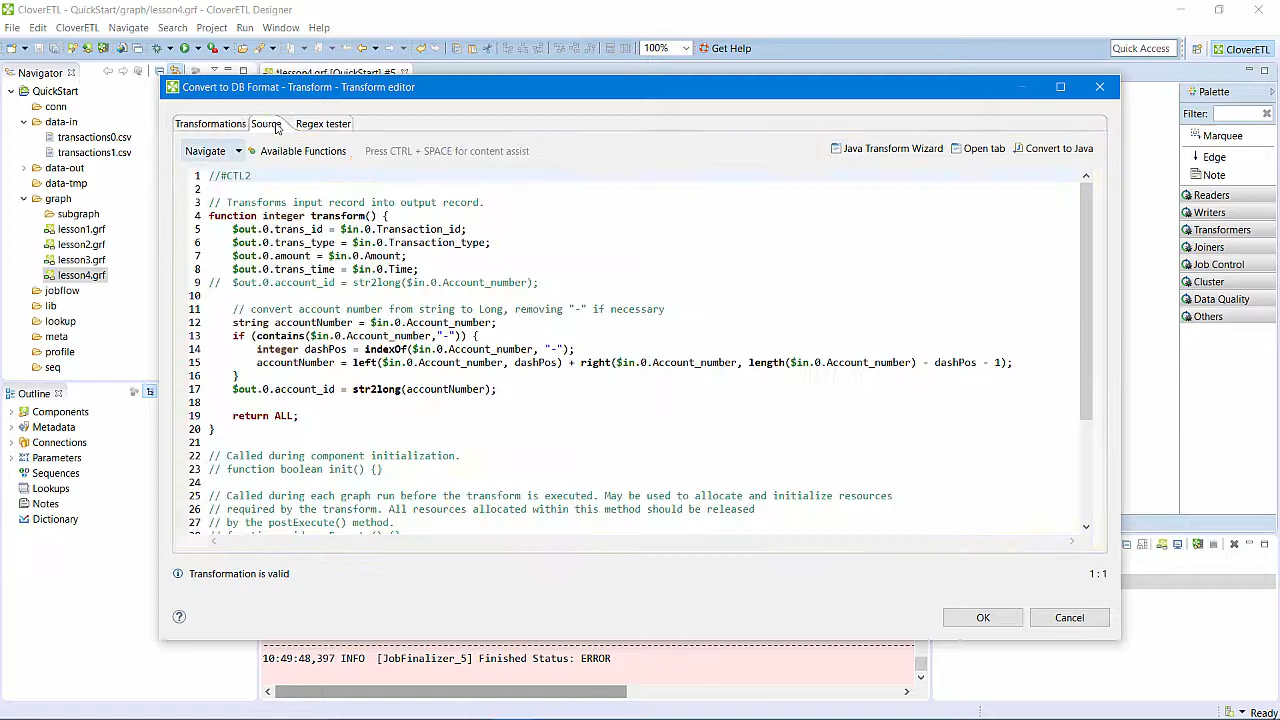 CloverETL - QuickStart/graph/lesson4.grf - CloverETL Designer
File Edit CloverETL Navigate Search Project Run Window Help
100% Get Help Quick Access CloverETL
Navigator
*lesson4.grf [QuickStart] #5
QuickStart
conn
data-in
transactions0.csv
transactions1.csv
data-out
data-tmp
graph
subgraph
lesson1.grf
lesson2.grf
lesson3.grf
lesson4.grf
jobflow
lib
lookup
meta
profile
seq
Outline
Components
Metadata
Connections
Parameters
Sequences
Lookups
Notes
Dictionary
Convert to DB Format - Transform - Transform editor
Transformations Source Regex tester
Navigate Available Functions Press CTRL + SPACE for content assist Java Transform Wizard Open tab Convert to Java
1 //#CTL2
2
3 // Transforms input record into output record.
4 function integer transform() {
5 $out.0.trans_id = $in.0.Transaction_id;
6 $out.0.trans_type = $in.0.Transaction_type;
7 $out.0.amount = $in.0.Amount;
8 $out.0.trans_time = $in.0.Time;
9 // $out.0.account_id = str2long($in.0.Account_number);
10
11 // convert account number from string to Long, removing "-" if necessary
12 string accountNumber = $in.0.Account_number;
13 if (contains($in.0.Account_number,"-")) {
14 integer dashPos = indexOf($in.0.Account_number, "-");
15 accountNumber = left($in.0.Account_number, dashPos) + right($in.0.Account_number, length($in.0.Account_number) - dashPos - 1);
16 }
17 $out.0.account_id = str2long(accountNumber);
18
19 return ALL;
20 }
21
22 // Called during component initialization.
23 // function boolean init() {}
24
25 // Called during each graph run before the transform is executed. May be used to allocate and initialize resources
26 // required by the transform. All resources allocated within this method should be released
27 // by the postExecute() method.
Transformation is valid 1 : 1
OK Cancel
Palette
Filter:
Marquee
Edge
Note
Readers
Writers
Transformers
Joiners
Job Control
Cluster
Data Quality
Others
10:49:48,397 INFO [JobFinalizer_5] Finished Status: ERROR
Ready